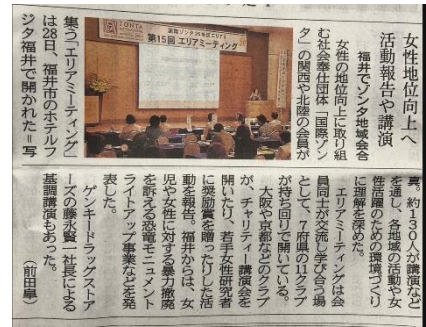 女性地位向上へ
活動報告や講演
福井でゾンタ地域会合
女性の地位向上に取り組
む社会奉仕団体「国際ゾン
タ」の関西や北陸の会員が
ZONTA
国際ゾンタ26地区エリア3
第15回 エリアミーティング
集う「エリアミーティング」
は28日、福井市のホテルフ
ジタ福井で開かれた＝写
真。約130人が講演など
を通し、各地域の活動や女
性活躍のための環境づくり
に理解を深めた。
エリアミーティングは会
員同士が交流し学び合う場
として、7府県の11クラブ
が持ち回りで開いている。
大阪や京都などのクラブ
が、チャリティー講演会を
開いたり、若手女性研究者
に奨励賞を贈ったりした活
動を報告。福井からは、女
児や女性に対する暴力撤廃
を訴える恐竜モニュメント
ライトアップ事業などを発
表した。
ゲンキードラッグストア
ーズの藤永賢一社長による
基調講演もあった。
（前田皐）